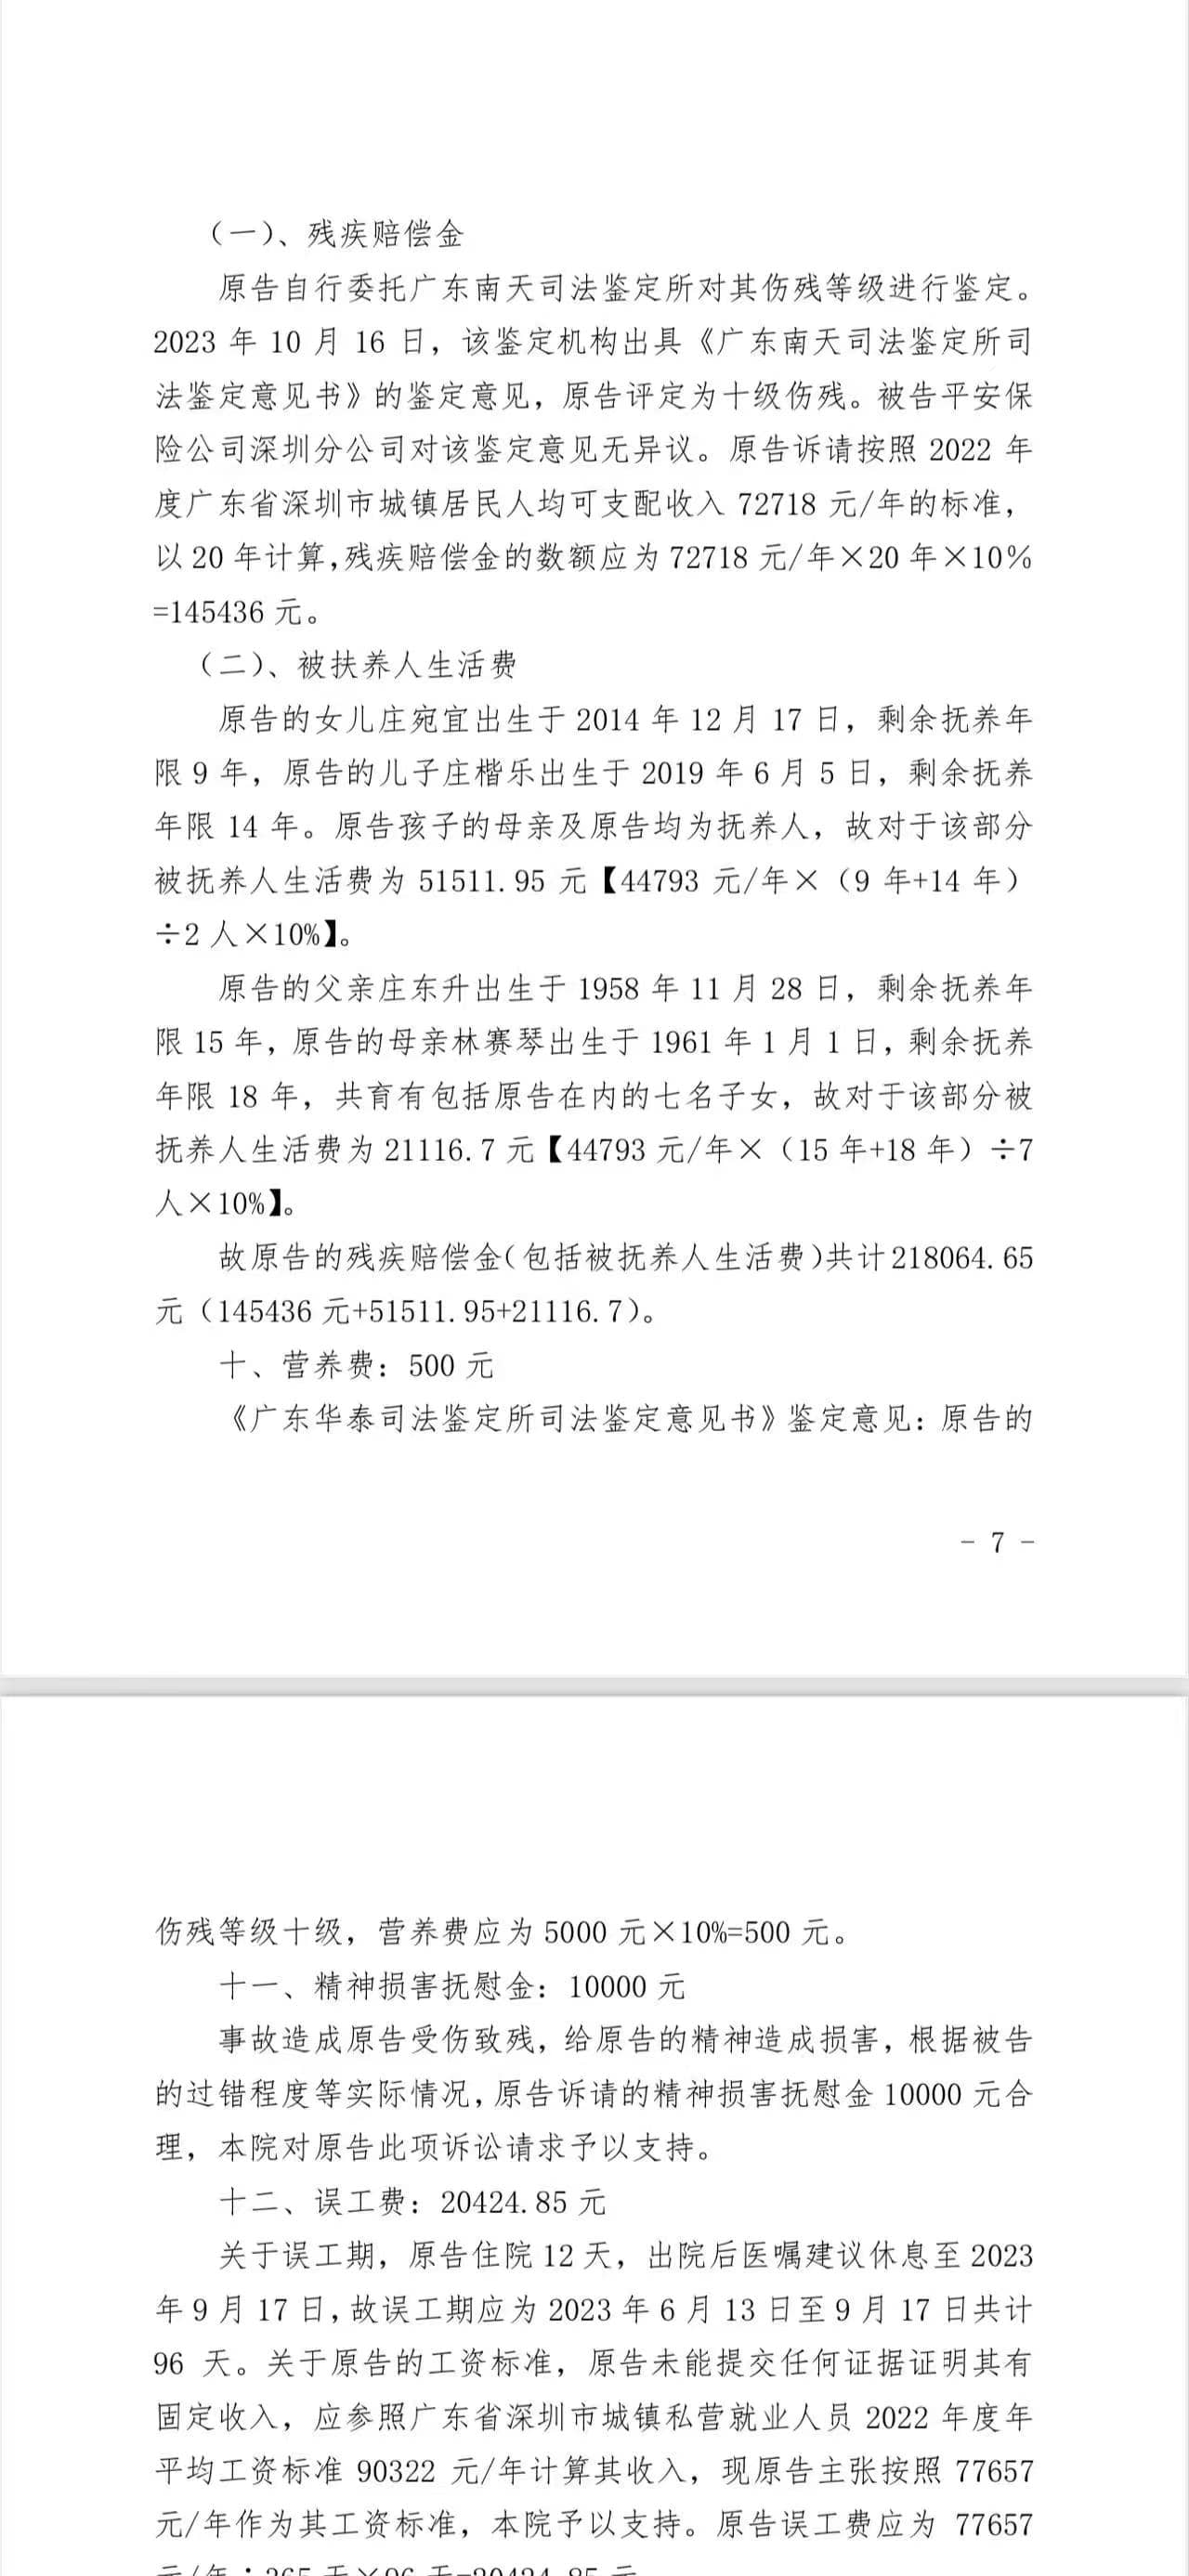 （一）、残疾赔偿金
原告自行委托广东南天司法鉴定所对其伤残等级进行鉴定。
2023 年 10 月 16 日，该鉴定机构出具《广东南天司法鉴定所司
法鉴定意见书》的鉴定意见，原告评定为十级伤残。被告平安保
险公司深圳分公司对该鉴定意见无异议。原告诉请按照 2022 年
度广东省深圳市城镇居民人均可支配收入 72718 元/年的标准，
以 20 年计算,残疾赔偿金的数额应为 72718 元/年×20 年×10%
=145436 元。
（二）、被扶养人生活费
原告的女儿庄宛宜出生于 2014 年 12 月 17 日，剩余抚养年
限 9 年，原告的儿子庄楷乐出生于 2019 年 6 月 5 日，剩余抚养
年限 14 年。原告孩子的母亲及原告均为抚养人，故对于该部分
被抚养人生活费为 51511.95 元【44793 元/年×（9 年+14 年）
÷2 人×10%】。
原告的父亲庄东升出生于 1958 年 11 月 28 日，剩余抚养年
限 15 年，原告的母亲林赛琴出生于 1961 年 1 月 1 日，剩余抚养
年限 18 年，共育有包括原告在内的七名子女，故对于该部分被
抚养人生活费为 21116.7 元【44793 元/年×（15 年+18 年）÷7
人×10%】。
故原告的残疾赔偿金(包括被抚养人生活费)共计 218064.65
元（145436 元+51511.95+21116.7）。
十、营养费：500 元
《广东华泰司法鉴定所司法鉴定意见书》鉴定意见：原告的
- 7 -
伤残等级十级，营养费应为 5000 元×10%=500 元。
十一、精神损害抚慰金：10000 元
事故造成原告受伤致残，给原告的精神造成损害，根据被告
的过错程度等实际情况,原告诉请的精神损害抚慰金 10000 元合
理，本院对原告此项诉讼请求予以支持。
十二、误工费：20424.85 元
关于误工期，原告住院 12 天，出院后医嘱建议休息至 2023
年 9 月 17 日,故误工期应为 2023 年 6 月 13 日至 9 月 17 日共计
96 天。关于原告的工资标准，原告未能提交任何证据证明其有
固定收入，应参照广东省深圳市城镇私营就业人员 2022 年度年
平均工资标准 90322 元/年计算其收入，现原告主张按照 77657
元/年作为其工资标准，本院予以支持。原告误工费应为 77657
元/年÷365 天×96 天=20424.85 元